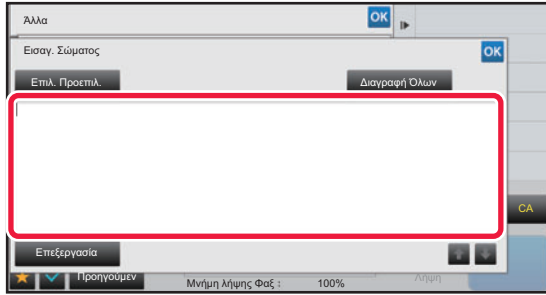 Άλλα OK
Εισαγ. Σώματος OK
Επιλ. Προεπιλ. Διαγραφή Όλων
CA
Επεξεργασία
Προηγούμεν
Μνήμη λήψης Φαξ : 100% Λήψη